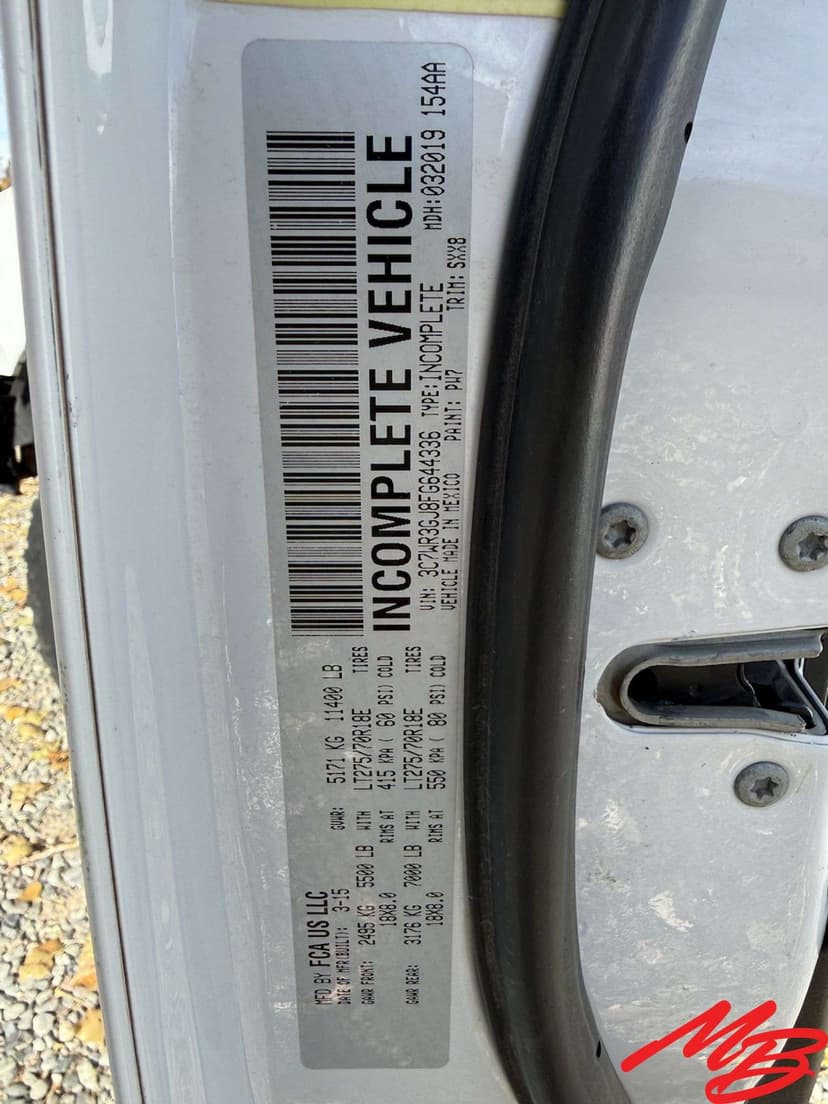 MFD BY FCA US LLC
DATE OF MFR(BUILT): 3-15 GVWR: 5171 KG 11400 LB
GAWR FRONT: 2495 KG 5500 LB WITH LT275/70R18E TIRES
18X8.0 RIMS AT 415 KPA ( 60 PSI) COLD
GAWR REAR: 3176 KG 7000 LB WITH LT275/70R18E TIRES
18X8.0 RIMS AT 550 KPA ( 80 PSI) COLD
INCOMPLETE VEHICLE
VIN: 3C7WR3GJ8FG644336 TYPE:INCOMPLETE MDH:032019 154AA
VEHICLE MADE IN MEXICO PAINT: PW7 TRIM: SXX8
MB